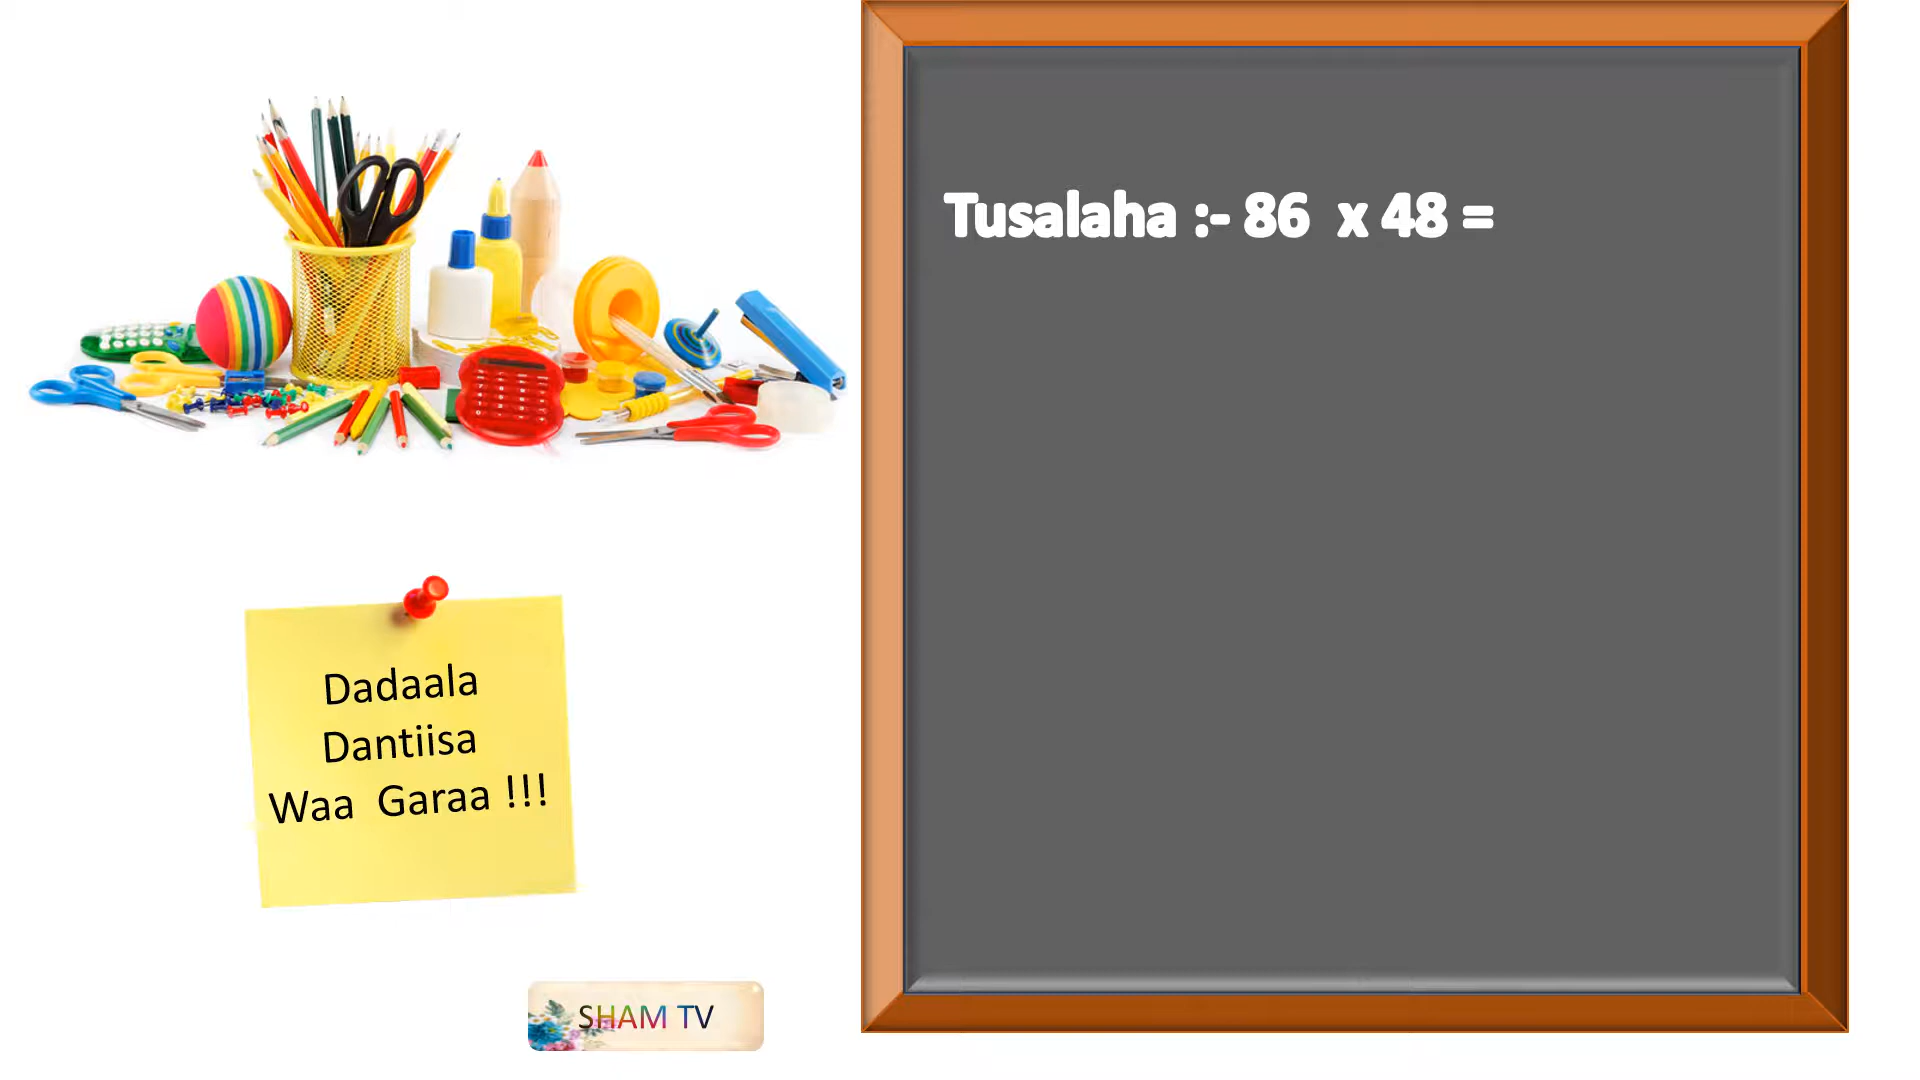 Tusalaha :- 86 x 48 =
Dadaala
Dantiisa
Waa Garaa !!!
SHAM TV